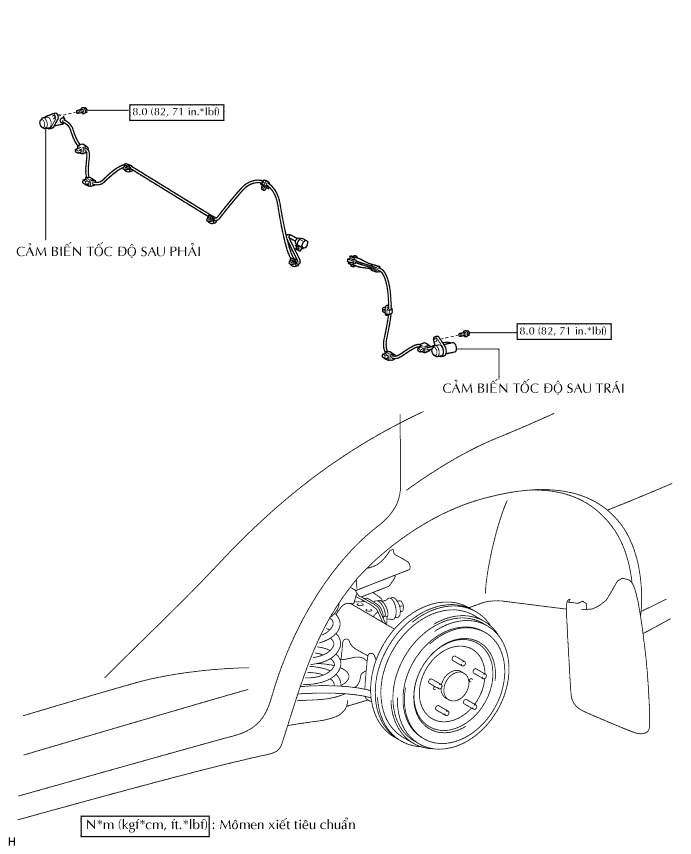 8.0 (82, 71 in.*lbf)
CẢM BIẾN TỐC ĐỘ SAU PHẢI
8.0 (82, 71 in.*lbf)
CẢM BIẾN TỐC ĐỘ SAU TRÁI
N*m (kgf*cm, ft.*lbf) : Mômen xiết tiêu chuẩn
H